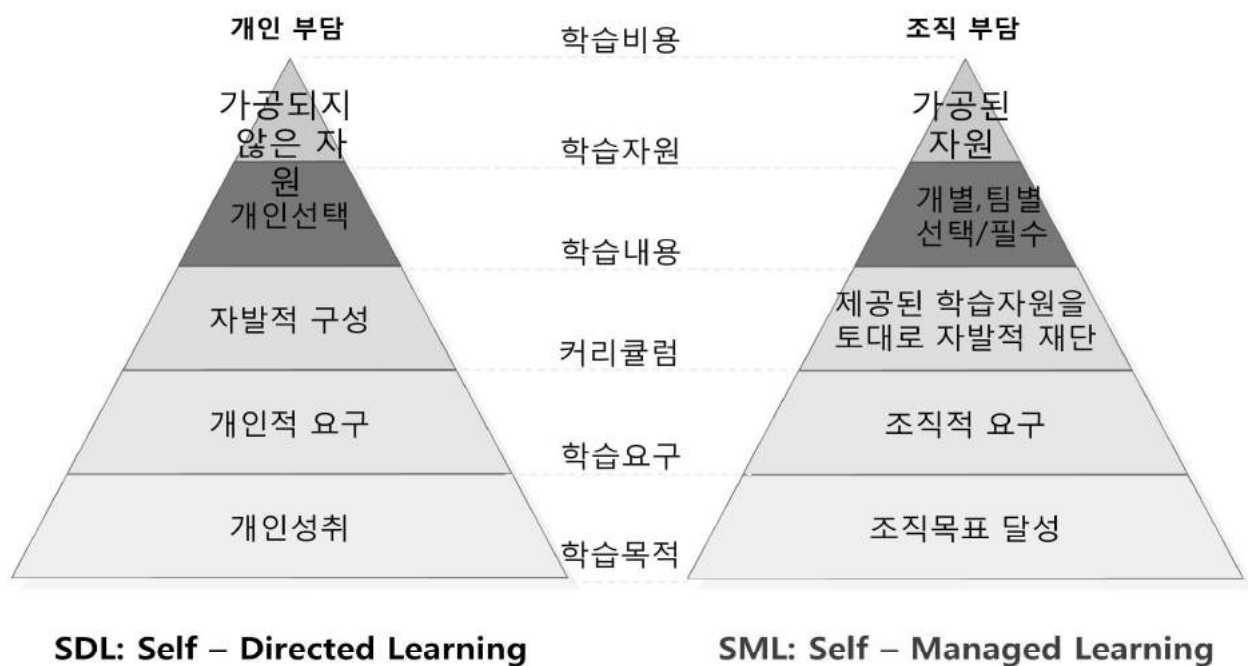 개인 부담
학습비용
조직 부담
가공되지
않은 자
원
가공된
자원
학습자원
개인선택
개별,팀별
선택/필수
학습내용
자발적 구성
제공된 학습자원을
토대로 자발적 재단
커리큘럼
개인적 요구
조직적 요구
학습요구
개인성취
조직목표 달성
학습목적
SDL: Self – Directed Learning
SML: Self – Managed Learning